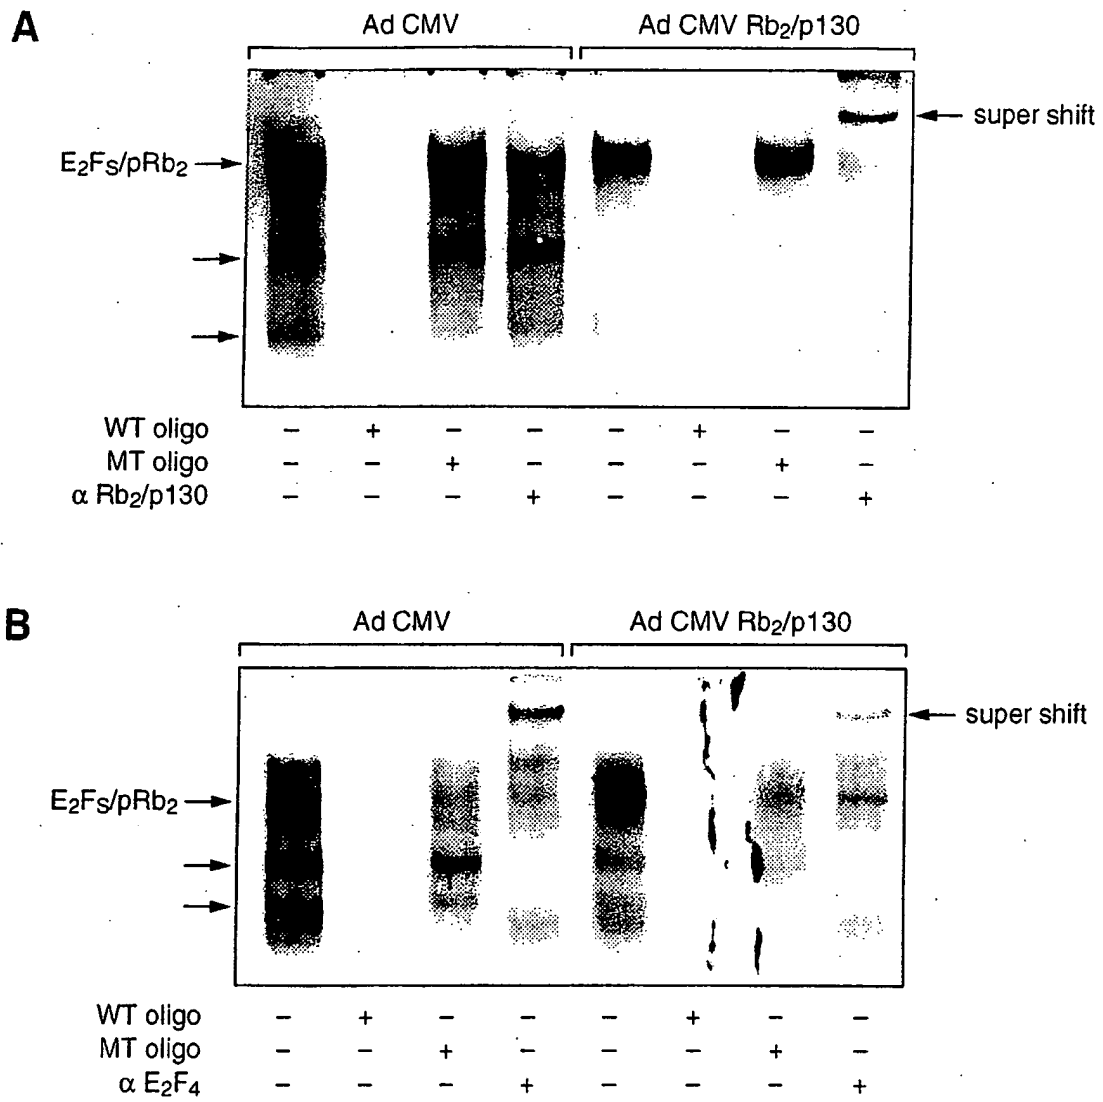 A
Ad CMV
Ad CMV Rb₂/p130
super shift
E₂Fₛ/pRb₂
WT oligo − + − − − + − −
MT oligo − − + − − − + −
α Rb₂/p130 − − − + − − − +
B
Ad CMV
Ad CMV Rb₂/p130
super shift
E₂Fₛ/pRb₂
WT oligo − + − − − + − −
MT oligo − − + − − − + −
α E₂F₄ − − − + − − − +